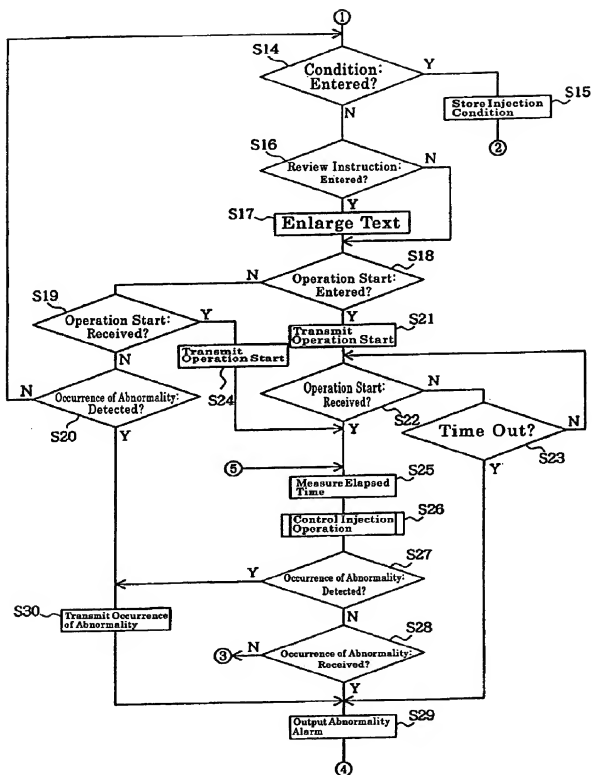 ①
S14
Condition:
Entered?
Y
S15
Store Injection
Condition
②
N
S16
Review Instruction:
Entered?
N
Y
S17
Enlarge Text
S18
N
Operation Start:
Entered?
S19
Operation Start:
Received?
Y
Y
S21
Transmit
Operation Start
N
Transmit
Operation Start
S24
Operation Start:
Received?
N
S22
N
Occurrence of Abnormality:
Detected?
S20
Y
Y
Time Out?
N
S23
Y
⑤
S25
Measure Elapsed
Time
S26
Control Injection
Operation
S27
Y
Occurrence of Abnormality:
Detected?
N
S30
Transmit Occurrence
of Abnormality
S28
③
N
Occurrence of Abnormality:
Received?
Y
S29
Output Abnormality
Alarm
④